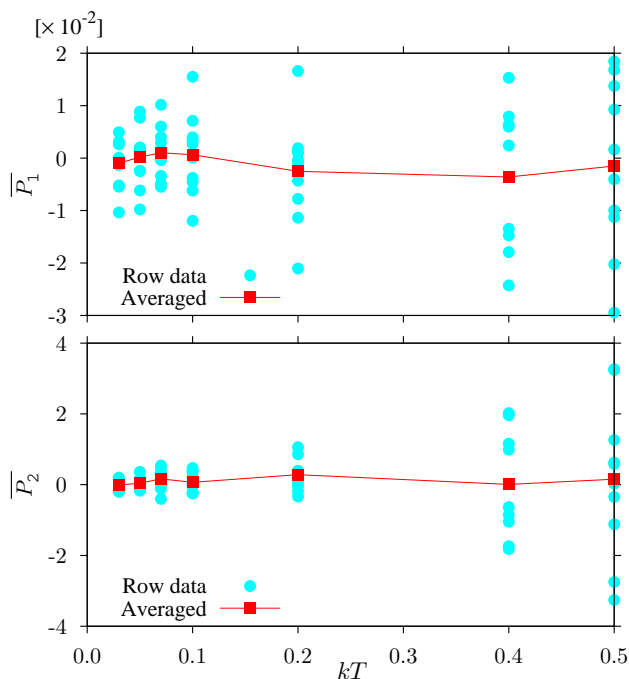 [×10⁻²]
2
1
0
-1
-2
-3
P̅₁
Row data
Averaged
4
2
0
-2
-4
P̅₂
Row data
Averaged
0.0 0.1 0.2 0.3 0.4 0.5
kT